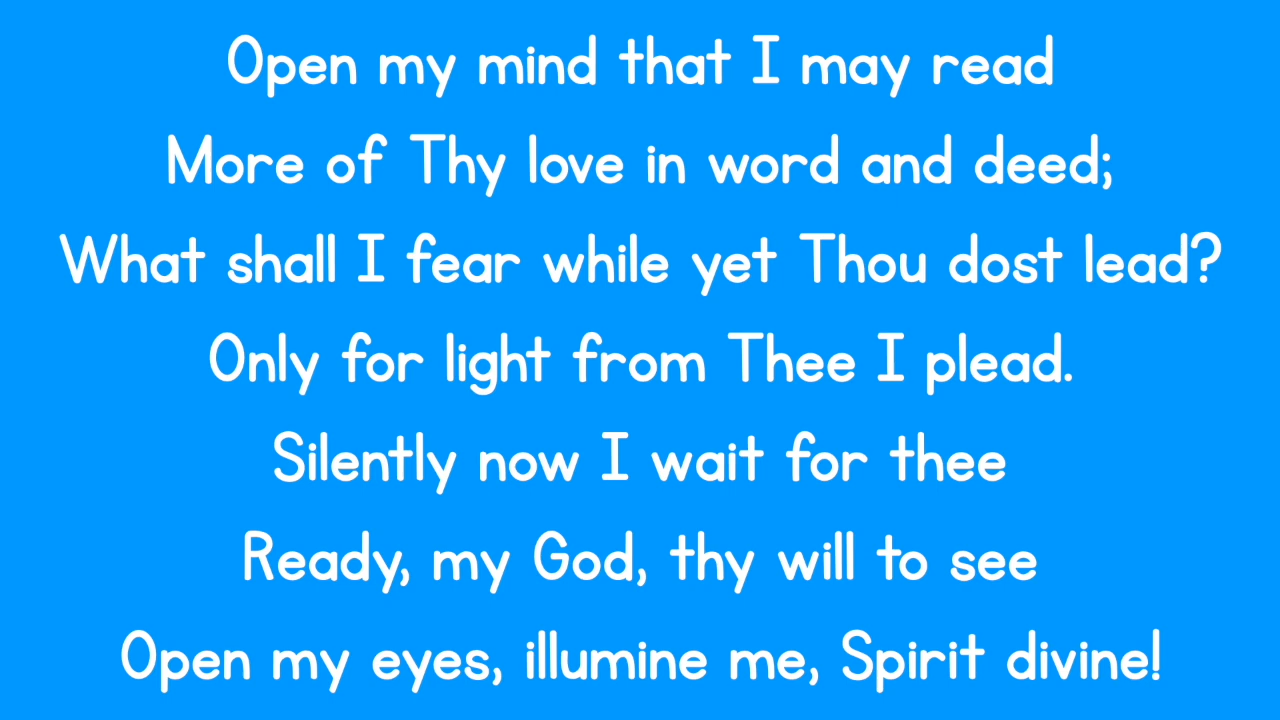 Open my mind that I may read
More of Thy love in word and deed;
What shall I fear while yet Thou dost lead?
Only for light from Thee I plead.
Silently now I wait for thee
Ready, my God, thy will to see
Open my eyes, illumine me, Spirit divine!